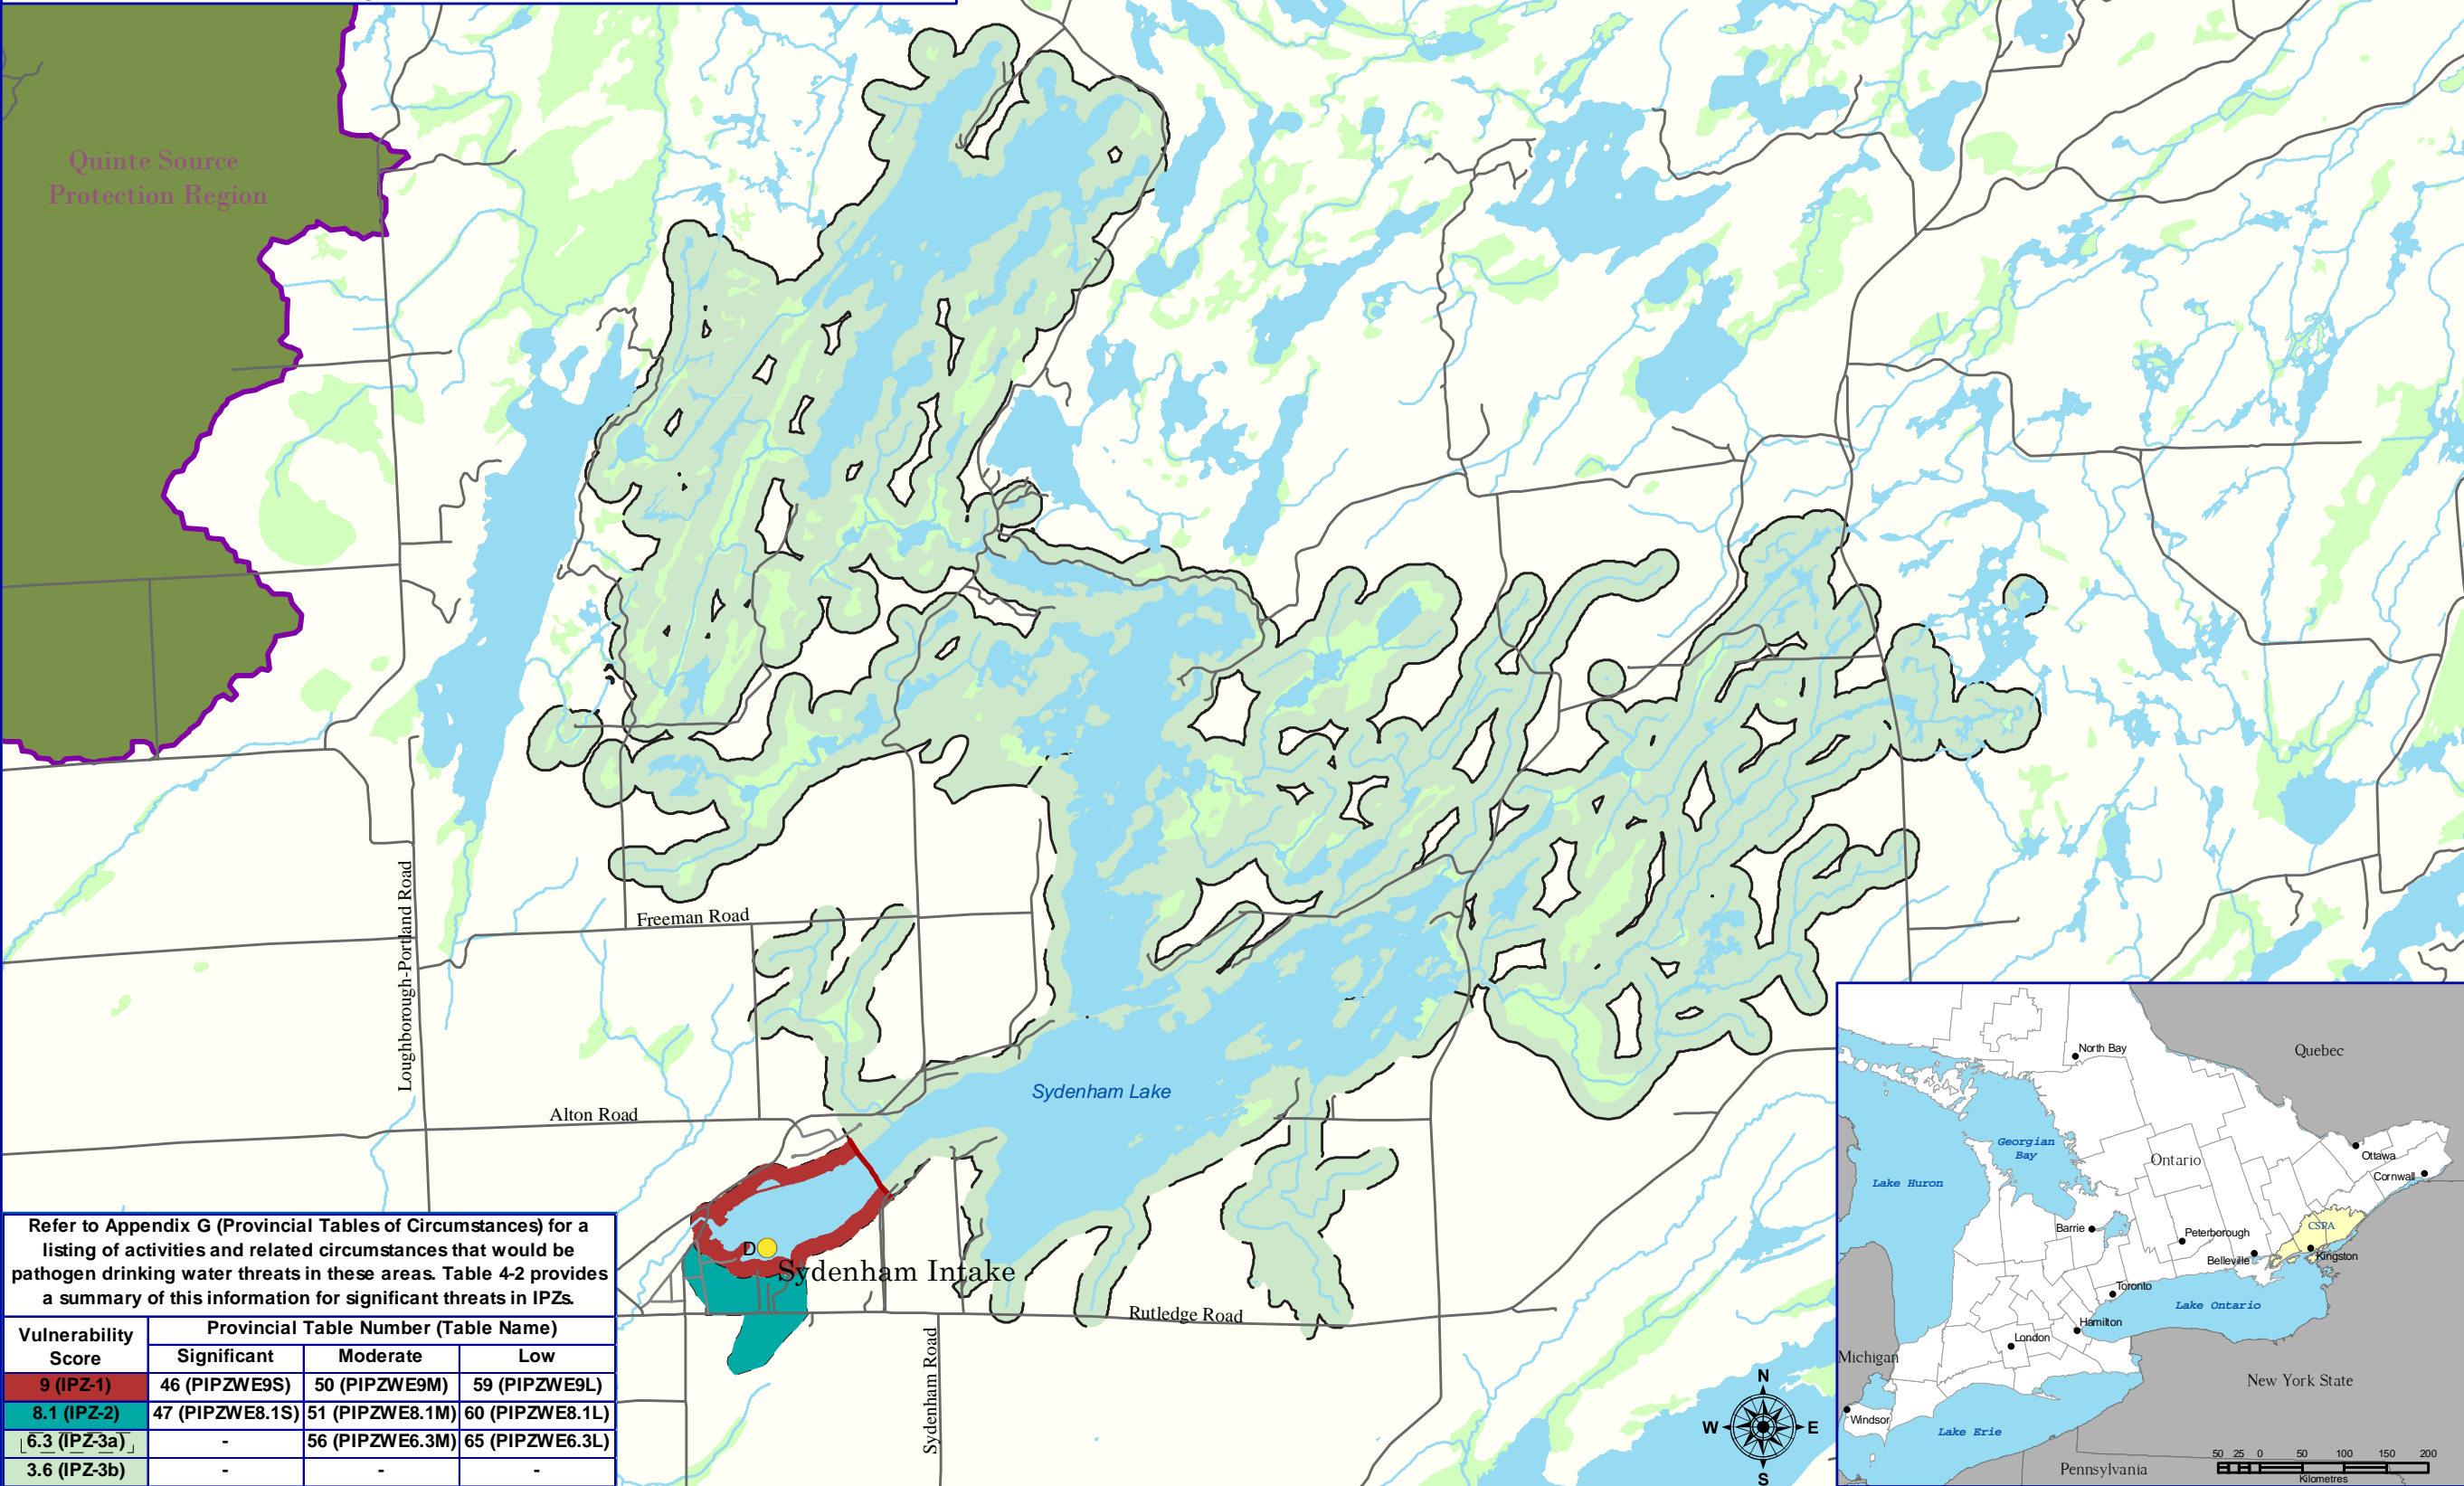 Quinte Source
Protection Region
Loughborough-Portland Road
Freeman Road
Alton Road
Sydenham Lake
D
Sydenham Intake
Rutledge Road
Sydenham Road
Refer to Appendix G (Provincial Tables of Circumstances) for a
listing of activities and related circumstances that would be
pathogen drinking water threats in these areas. Table 4-2 provides
a summary of this information for significant threats in IPZs.
Vulnerability Score
Provincial Table Number (Table Name)
Significant Moderate Low
9 (IPZ-1) 46 (PIPZWE9S) 50 (PIPZWE9M) 59 (PIPZWE9L)
8.1 (IPZ-2) 47 (PIPZWE8.1S) 51 (PIPZWE8.1M) 60 (PIPZWE8.1L)
6.3 (IPZ-3a) - 56 (PIPZWE6.3M) 65 (PIPZWE6.3L)
3.6 (IPZ-3b) - - -
N
W E
S
North Bay
Quebec
Georgian
Bay
Ontario
Ottawa
Cornwall
Lake Huron
Barrie
Peterborough
CSPA
Belleville
Kingston
Toronto
Lake Ontario
Hamilton
London
Michigan
New York State
Windsor
Lake Erie
Pennsylvania
50 25 0 50 100 150 200
Kilometres